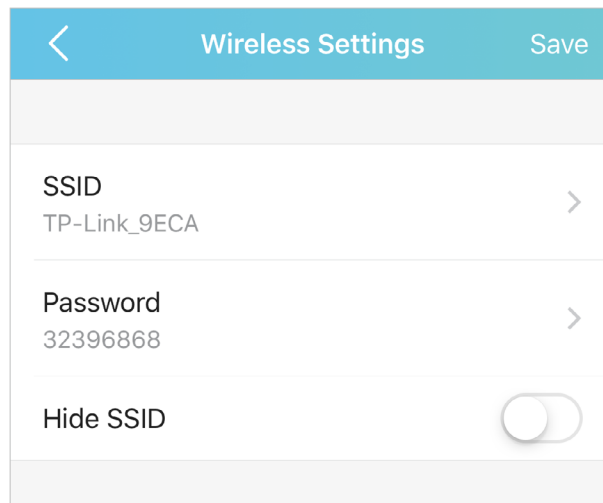 Wireless Settings Save
SSID
TP-Link_9ECA
Password
32396868
Hide SSID